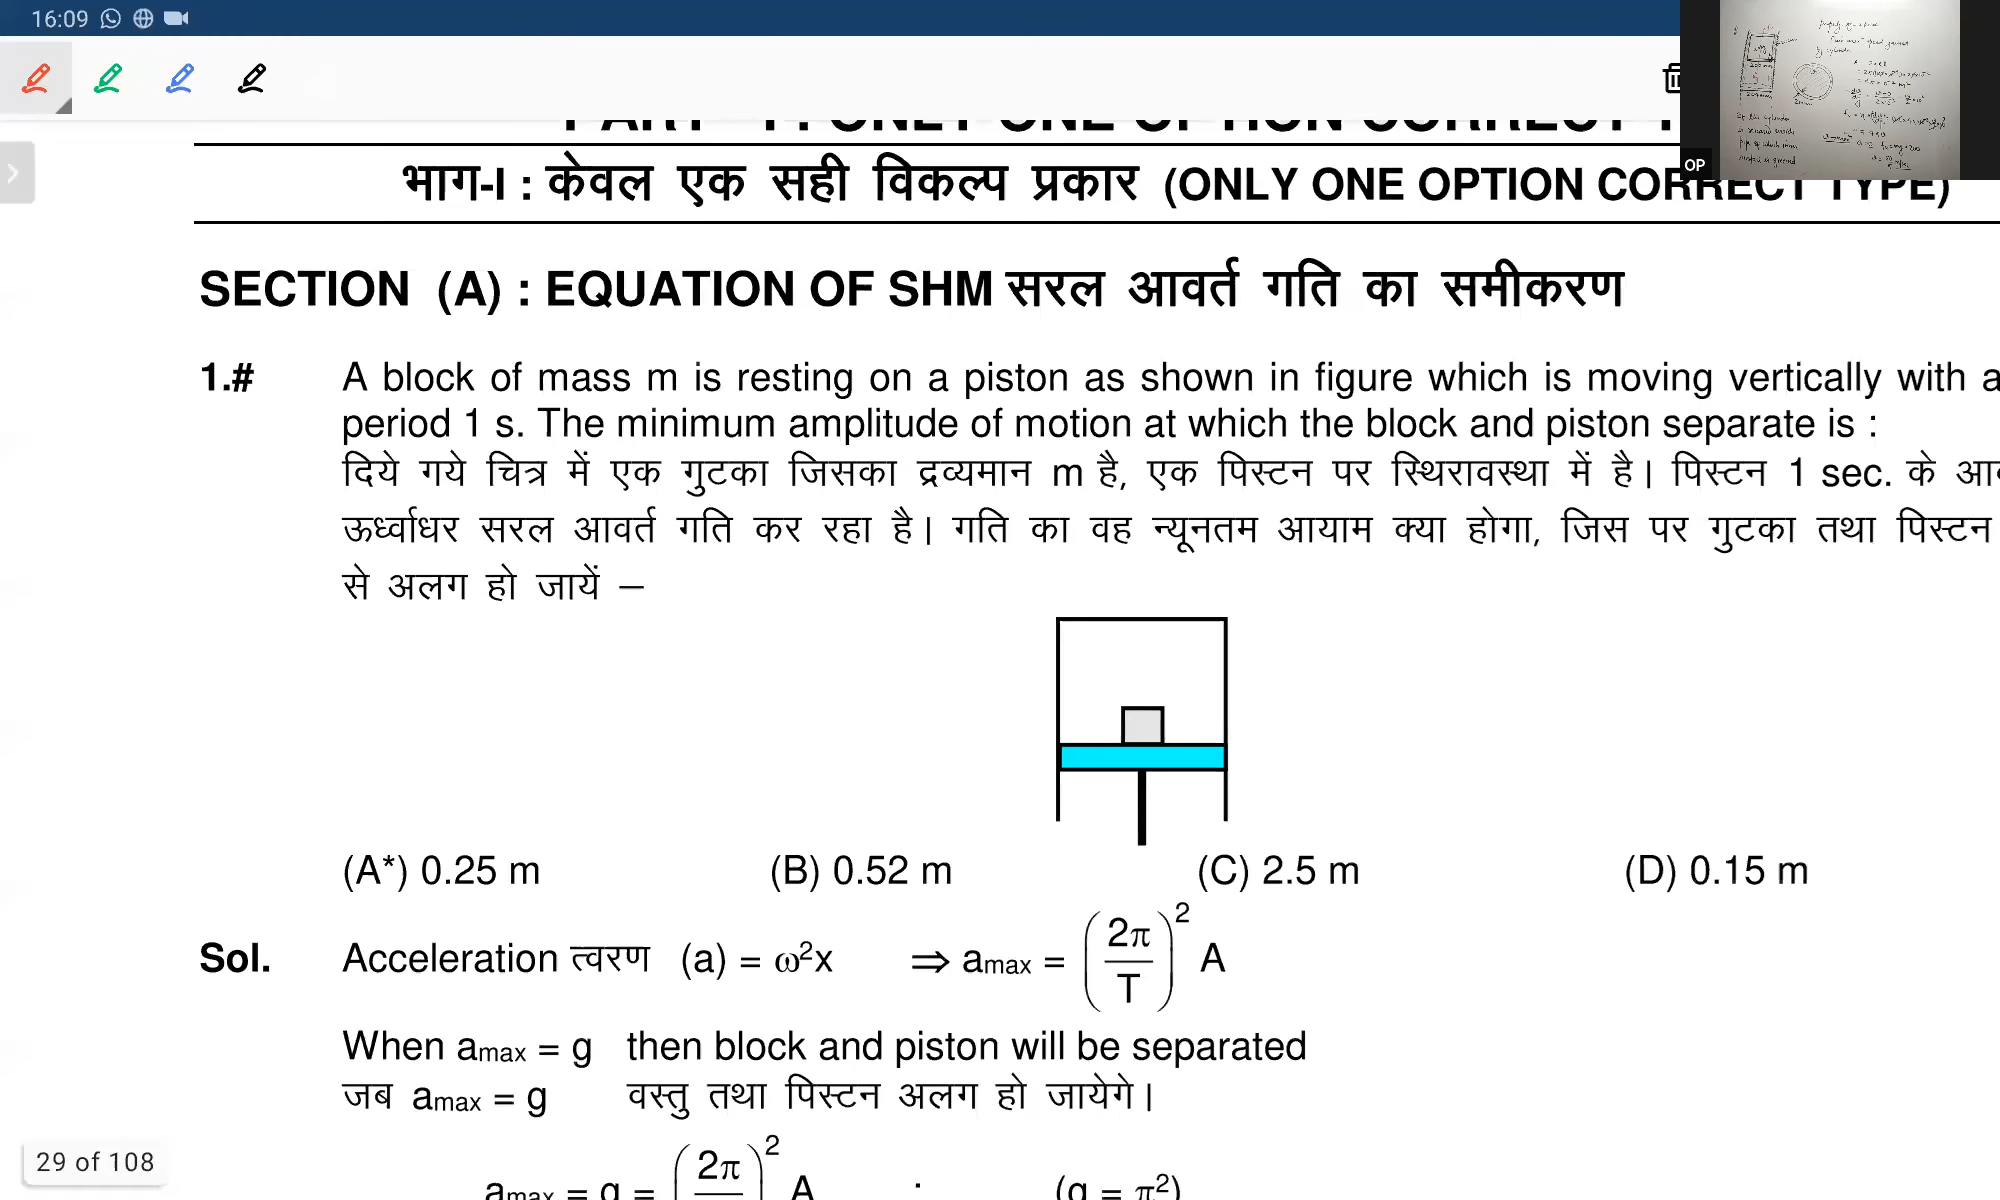 16:09
OP
भाग-I : केवल एक सही विकल्प प्रकार (ONLY ONE OPTION CORRECT TYPE)
SECTION (A) : EQUATION OF SHM सरल आवर्त गति का समीकरण
1.# A block of mass m is resting on a piston as shown in figure which is moving vertically with a
period 1 s. The minimum amplitude of motion at which the block and piston separate is :
दिये गये चित्र में एक गुटका जिसका द्रव्यमान m है, एक पिस्टन पर स्थिरावस्था में है। पिस्टन 1 sec. के
ऊर्ध्वाधर सरल आवर्त गति कर रहा है। गति का वह न्यूनतम आयाम क्या होगा, जिस पर गुटका तथा पिस्टन
से अलग हो जायें –
(A*) 0.25 m (B) 0.52 m (C) 2.5 m (D) 0.15 m
Sol. Acceleration त्वरण (a) = ω²x ⇒ amax = (2π/T)² A
When amax = g then block and piston will be separated
जब amax = g वस्तु तथा पिस्टन अलग हो जायेगे।
29 of 108
amax = g = (2π)² A (g = π²)